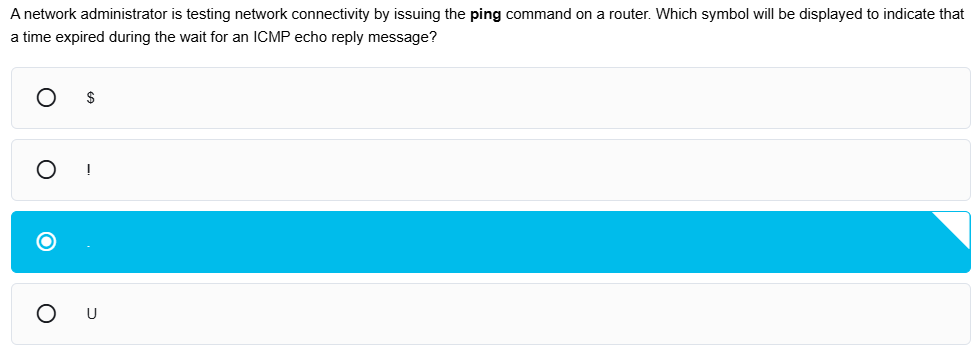 A network administrator is testing network connectivity by issuing the ping command on a router. Which symbol will be displayed to indicate that
a time expired during the wait for an ICMP echo reply message?
$
!
.
U